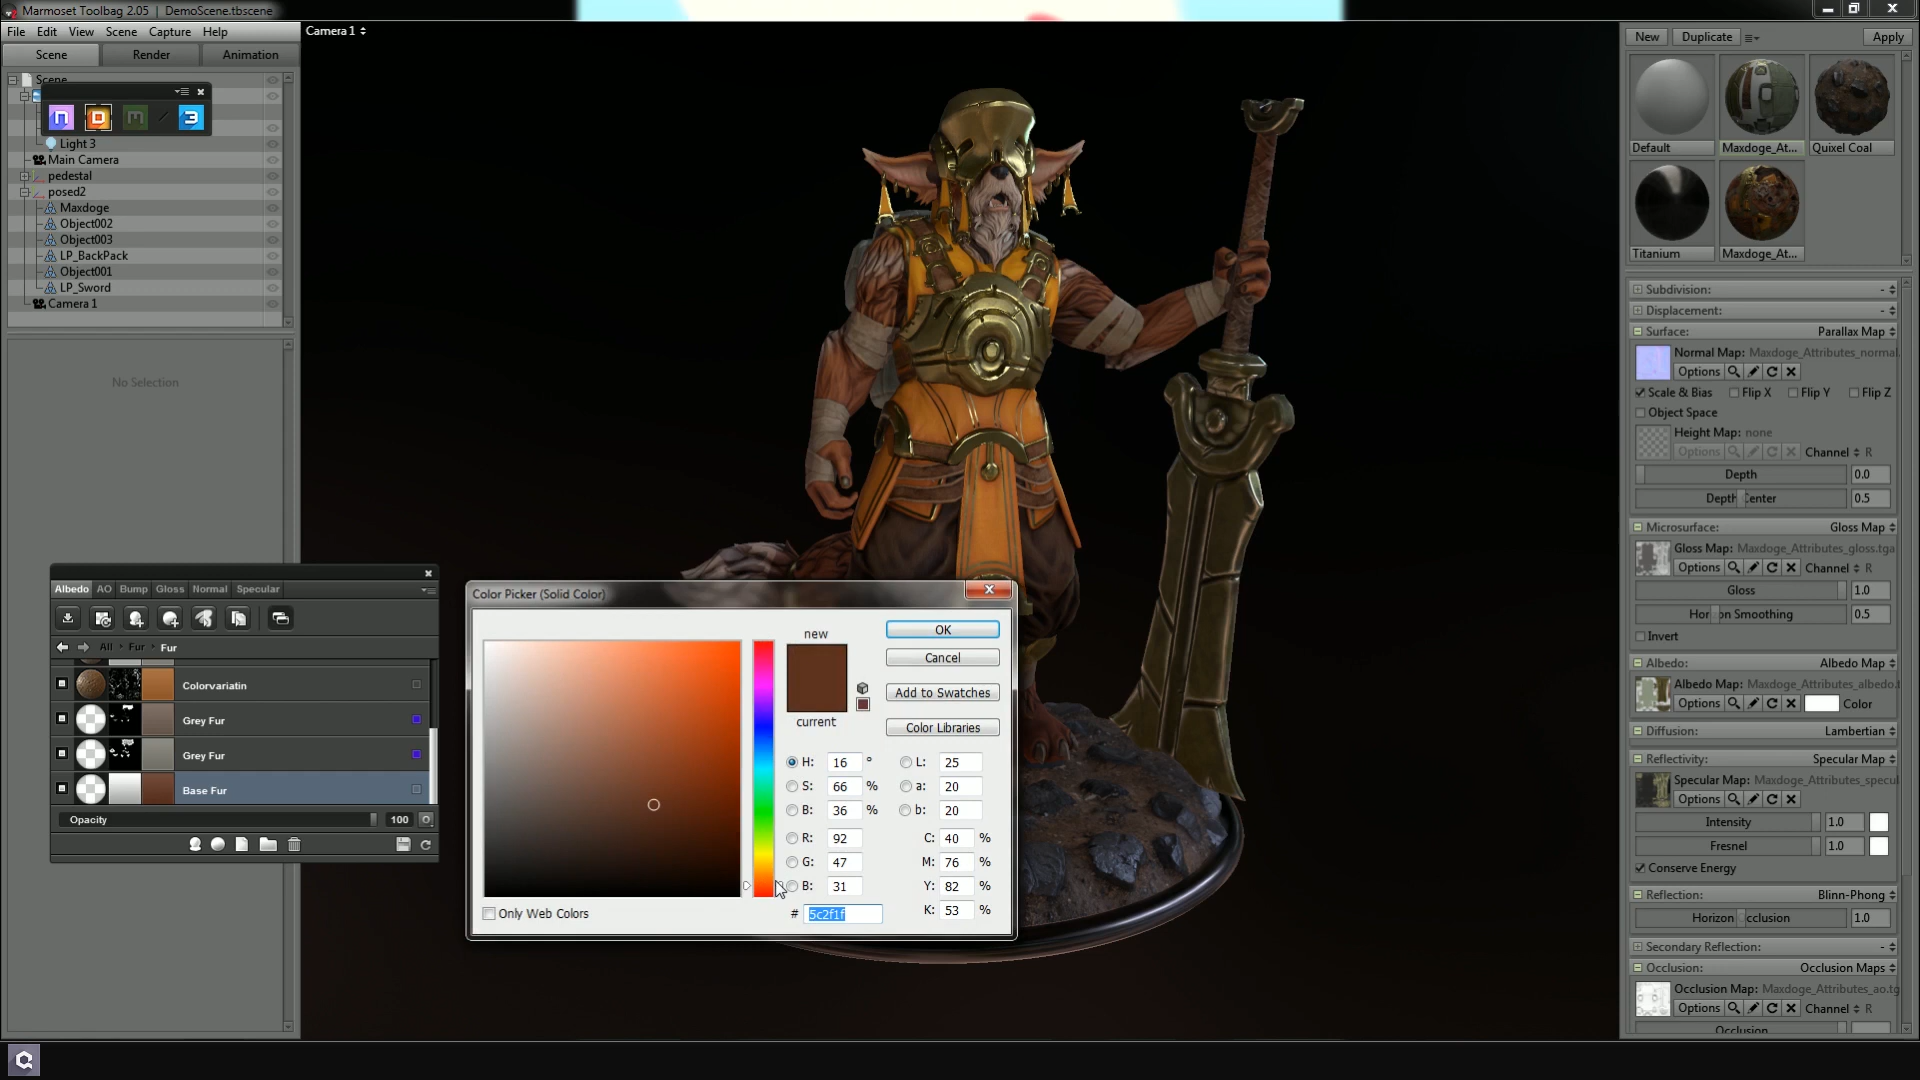 Marmoset Toolbag 2.05 | DemoScene.tbscene
File Edit View Scene Capture Help
Scene Render Animation
Camera 1
Scene
Light 3
Main Camera
pedestal
posed2
Maxdoge
Object002
Object003
LP_BackPack
Object001
LP_Sword
Camera 1
No Selection
Albedo AO Bump Gloss Normal Specular
All Fur Fur
Colorvariatin
Grey Fur
Grey Fur
Base Fur
Opacity 100
Color Picker (Solid Color)
new
current
OK
Cancel
Add to Swatches
Color Libraries
H: 16 ° L: 25
S: 66 % a: 20
B: 36 % b: 20
R: 92 C: 40 %
G: 47 M: 76 %
B: 31 Y: 82 %
K: 53 %
Only Web Colors # 5c2f1f
New Duplicate Apply
Default Maxdoge_At... Quixel Coal
Titanium Maxdoge_At...
Subdivision: -
Displacement: -
Surface: Parallax Map
Normal Map: Maxdoge_Attributes_normal.
Options
Scale & Bias Flip X Flip Y Flip Z
Object Space
Height Map: none
Options Channel R
Depth 0.0
Depth Center 0.5
Microsurface: Gloss Map
Gloss Map: Maxdoge_Attributes_gloss.tga
Options Channel R
Gloss 1.0
Horizon Smoothing 0.5
Invert
Albedo: Albedo Map
Albedo Map: Maxdoge_Attributes_albedo.t
Options Color
Diffusion: Lambertian
Reflectivity: Specular Map
Specular Map: Maxdoge_Attributes_specul
Options
Intensity 1.0
Fresnel 1.0
Conserve Energy
Reflection: Blinn-Phong
Horizon Occlusion 1.0
Secondary Reflection: -
Occlusion: Occlusion Maps
Occlusion Map: Maxdoge_Attributes_ao.tg
Options Channel R
Occlusion